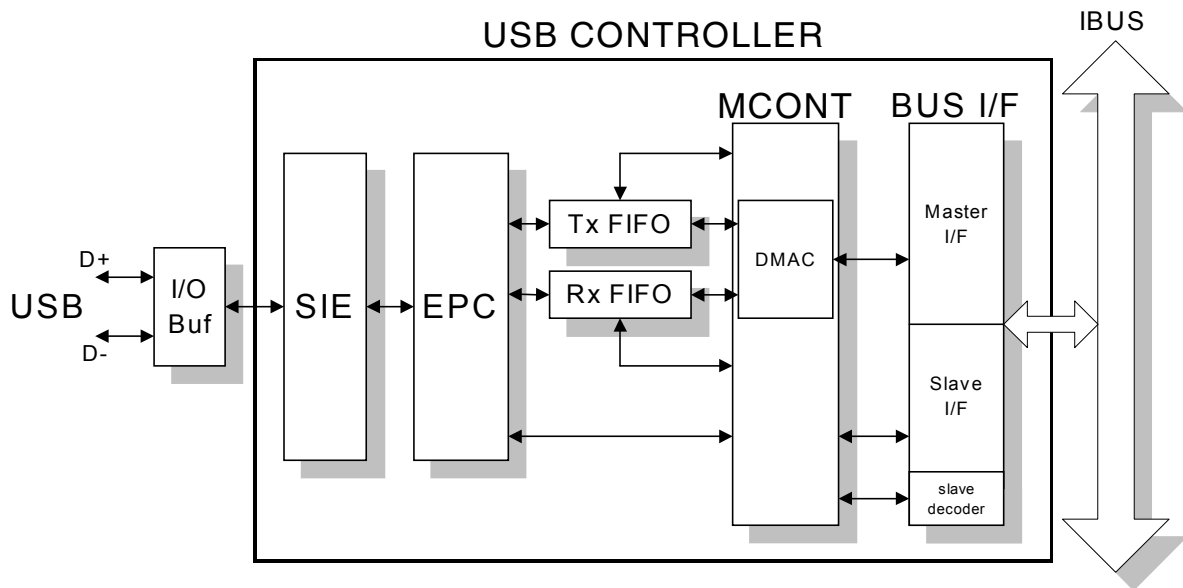 USB CONTROLLER
IBUS
MCONT
BUS I/F
Tx FIFO
Master
I/F
DMAC
D+
USB
D-
I/O
Buf
SIE
EPC
Rx FIFO
Slave
I/F
slave
decoder